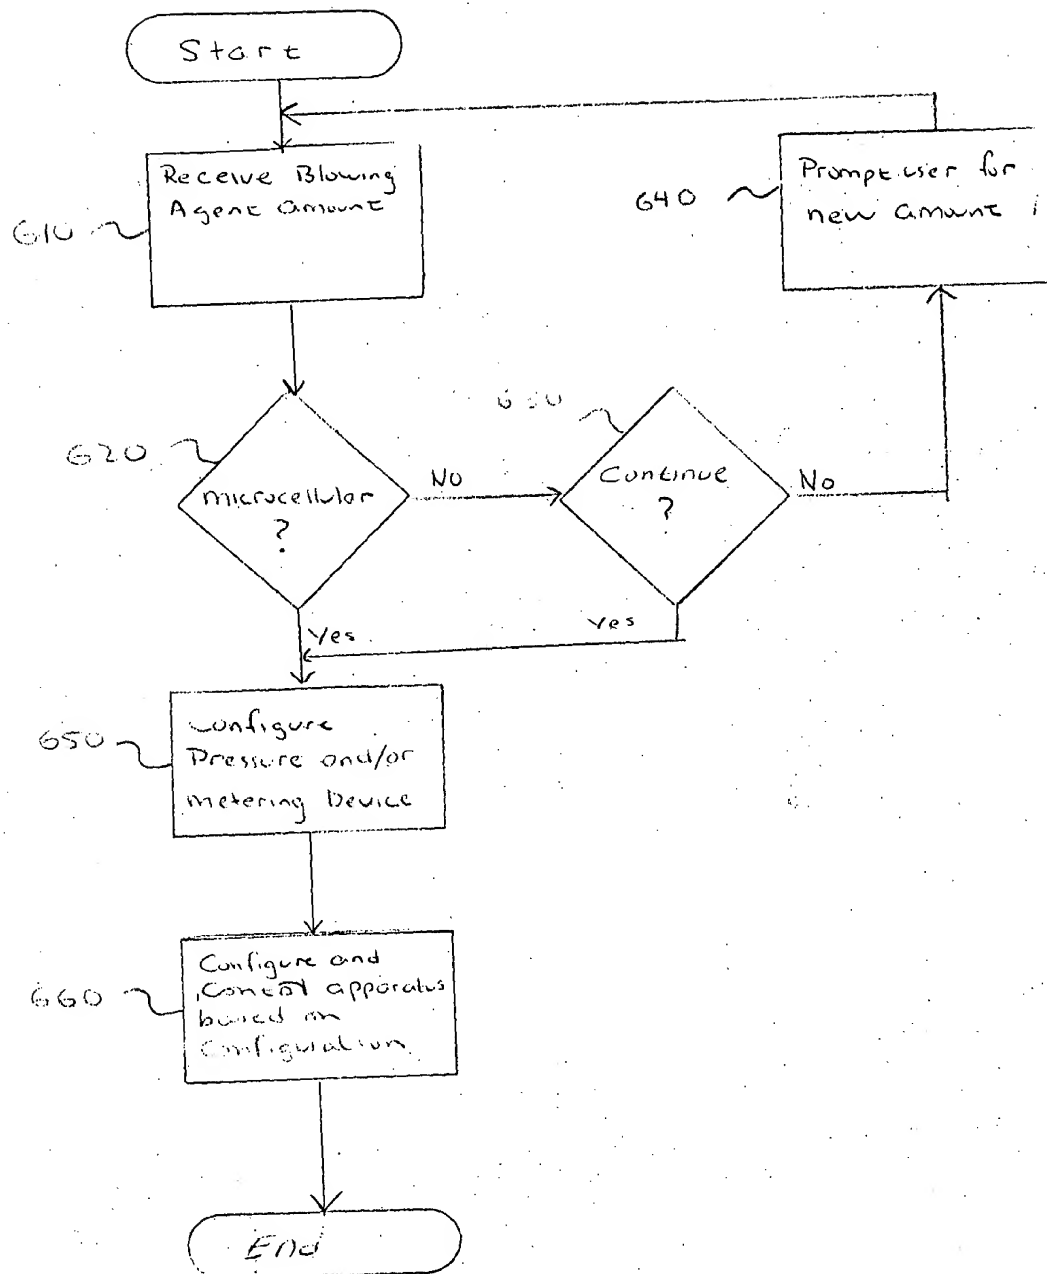 Start
Receive Blowing
Agent amount
610
Prompt user for
new amount
640
620
microcellular
?
No
630
Continue
?
No
Yes
Yes
650
Configure
Pressure and/or
metering Device
660
Configure and
Control apparatus
based on
Configuration
End